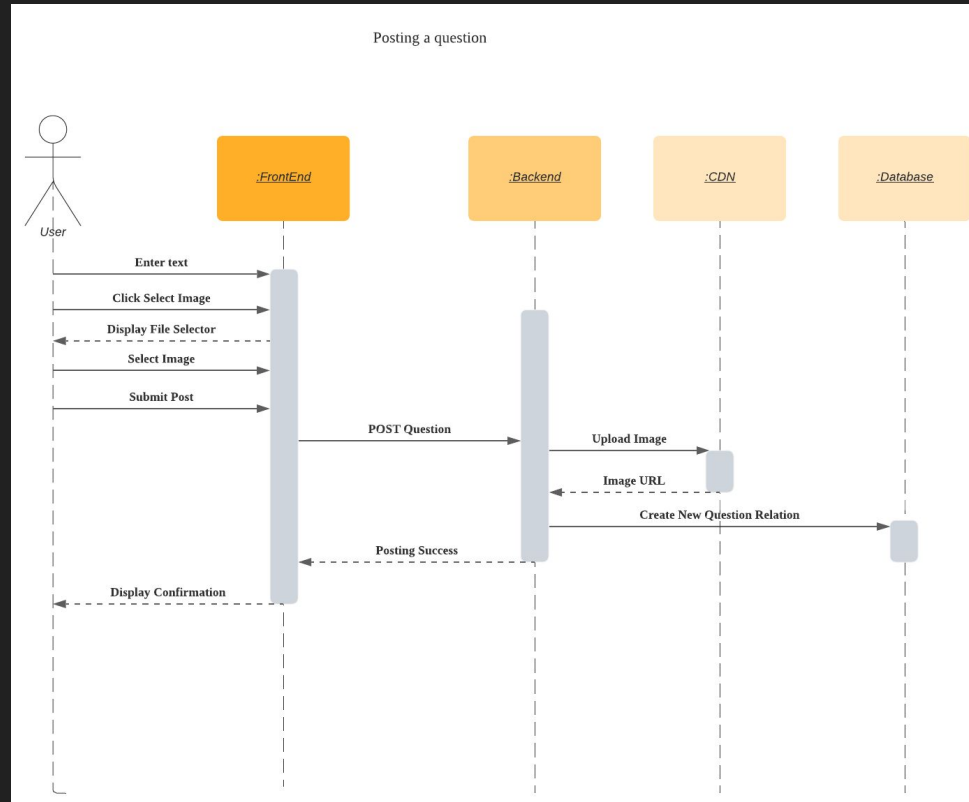 Posting a question
:FrontEnd
:Backend
:CDN
:Database
User
Enter text
Click Select Image
Display File Selector
Select Image
Submit Post
POST Question
Upload Image
Image URL
Create New Question Relation
Posting Success
Display Confirmation